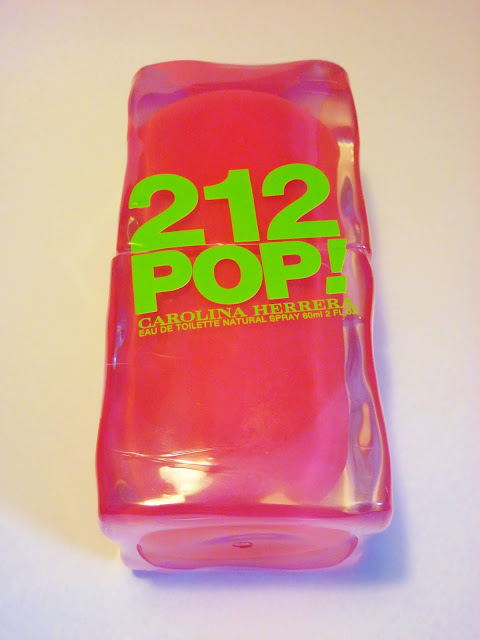 212
POP!
CAROLINA HERRERA
EAU DE TOILETTE NATURAL SPRAY 60ml 2 FL